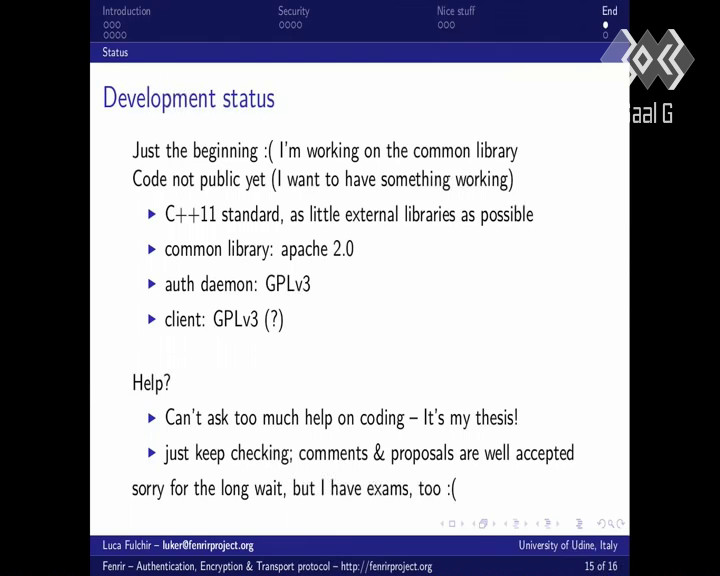 Introduction Security Nice stuff End
Status
Development status
Just the beginning :( I'm working on the common library
Code not public yet (I want to have something working)
C++11 standard, as little external libraries as possible
common library: apache 2.0
auth daemon: GPLv3
client: GPLv3 (?)
Help?
Can't ask too much help on coding – It's my thesis!
just keep checking; comments & proposals are well accepted
sorry for the long wait, but I have exams, too :(
Luca Fulchir – luker@fenrirproject.org University of Udine, Italy
Fenrir – Authentication, Encryption & Transport protocol – http://fenrirproject.org 15 of 16
Saal G